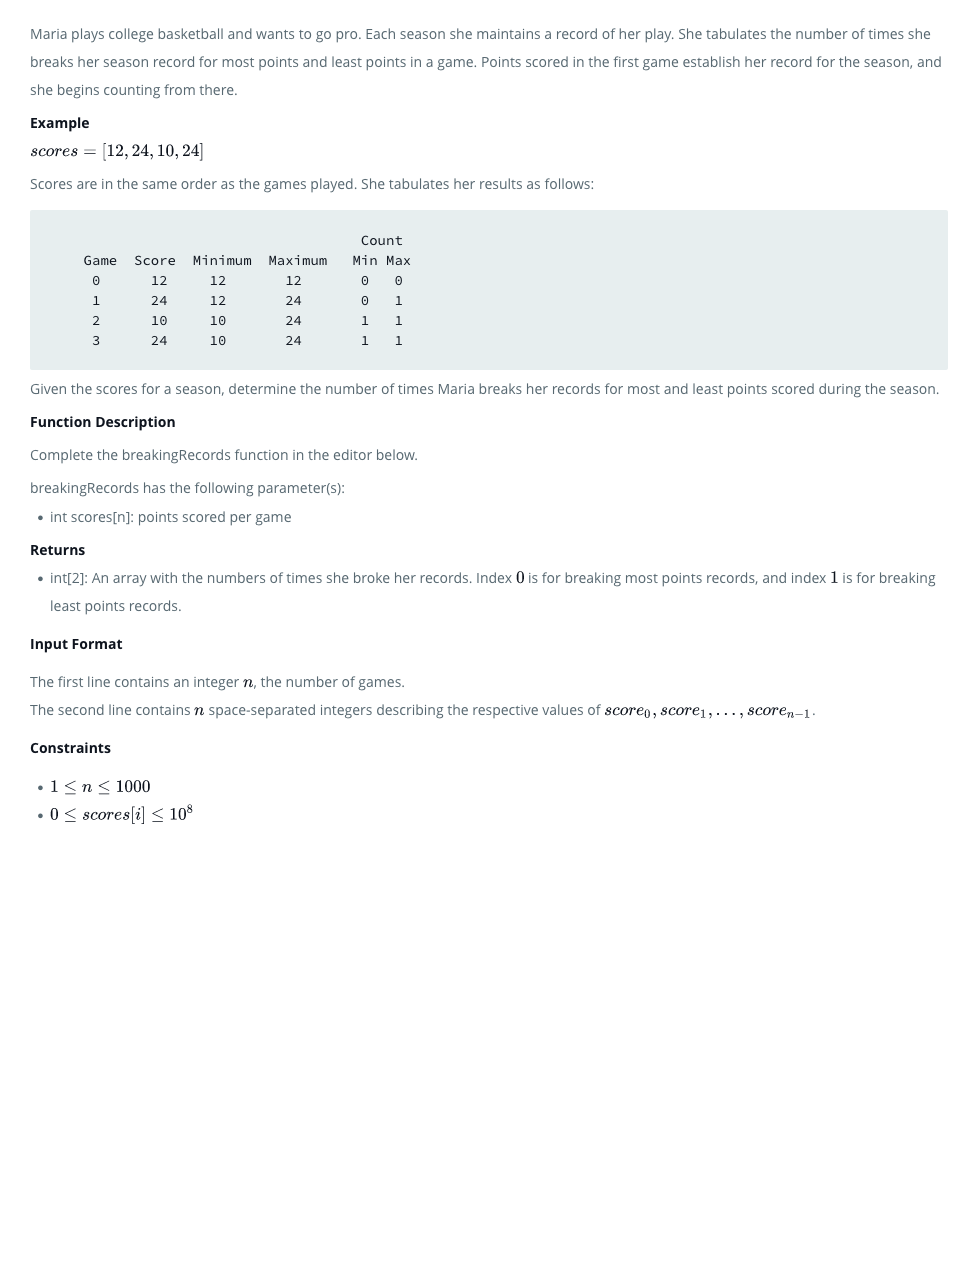 Maria plays college basketball and wants to go pro. Each season she maintains a record of her play. She tabulates the number of times she
breaks her season record for most points and least points in a game. Points scored in the first game establish her record for the season, and
she begins counting from there.
Example
scores = [12, 24, 10, 24]
Scores are in the same order as the games played. She tabulates her results as follows:
Count
Game Score Minimum Maximum Min Max
0 12 12 12 0 0
1 24 12 24 0 1
2 10 10 24 1 1
3 24 10 24 1 1
Given the scores for a season, determine the number of times Maria breaks her records for most and least points scored during the season.
Function Description
Complete the breakingRecords function in the editor below.
breakingRecords has the following parameter(s):
• int scores[n]: points scored per game
Returns
• int[2]: An array with the numbers of times she broke her records. Index 0 is for breaking most points records, and index 1 is for breaking
least points records.
Input Format
The first line contains an integer n, the number of games.
The second line contains n space-separated integers describing the respective values of score₀, score₁, . . . , scoreₙ₋₁.
Constraints
• 1 ≤ n ≤ 1000
• 0 ≤ scores[i] ≤ 10⁸